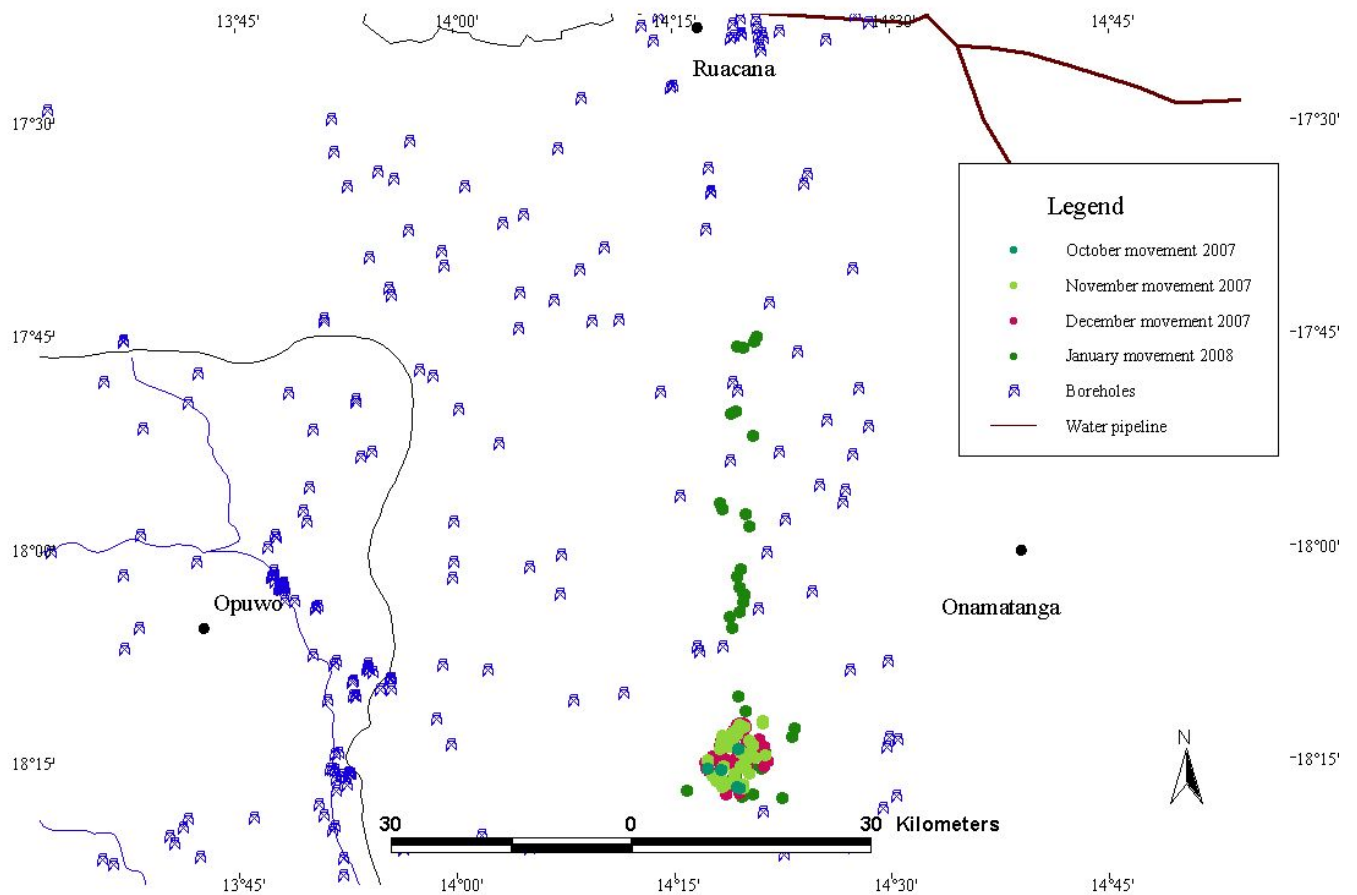 13°45' 14°00' 14°15' 14°30' 14°45'
Ruacana
17°30' 17°30'
Legend
October movement 2007
November movement 2007
December movement 2007
January movement 2008
Boreholes
Water pipeline
17°45' 17°45'
18°00' 18°00'
Opuwo
Onamatanga
N
18°15' 18°15'
30 0 30 Kilometers
13°45' 14°00' 14°15' 14°30' 14°45'